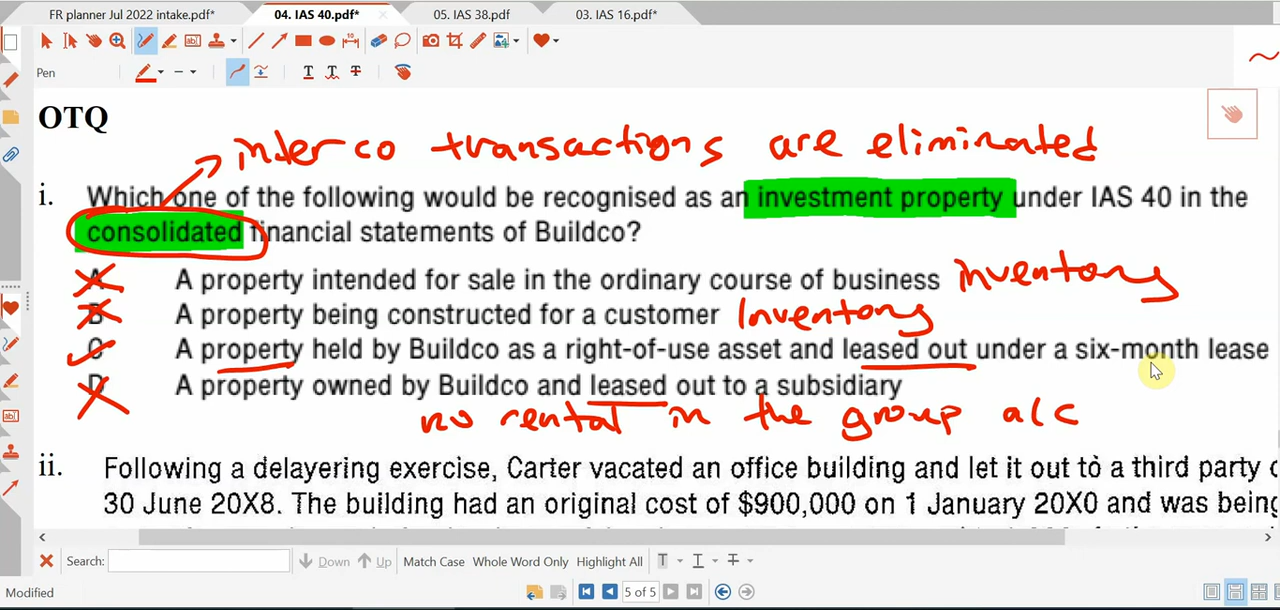 FR planner Jul 2022 intake.pdf*
04. IAS 40.pdf*
05. IAS 38.pdf
03. IAS 16.pdf*
Pen
OTQ
inter co transactions are eliminated
i. Which one of the following would be recognised as an investment property under IAS 40 in the
consolidated financial statements of Buildco?
A A property intended for sale in the ordinary course of business inventory
B A property being constructed for a customer Inventory
C A property held by Buildco as a right-of-use asset and leased out under a six-month lease
D A property owned by Buildco and leased out to a subsidiary
no rental in the group a/c
ii. Following a delayering exercise, Carter vacated an office building and let it out to a third party
30 June 20X8. The building had an original cost of $900,000 on 1 January 20X0 and was being
Search: Down Up Match Case Whole Word Only Highlight All
Modified
5 of 5